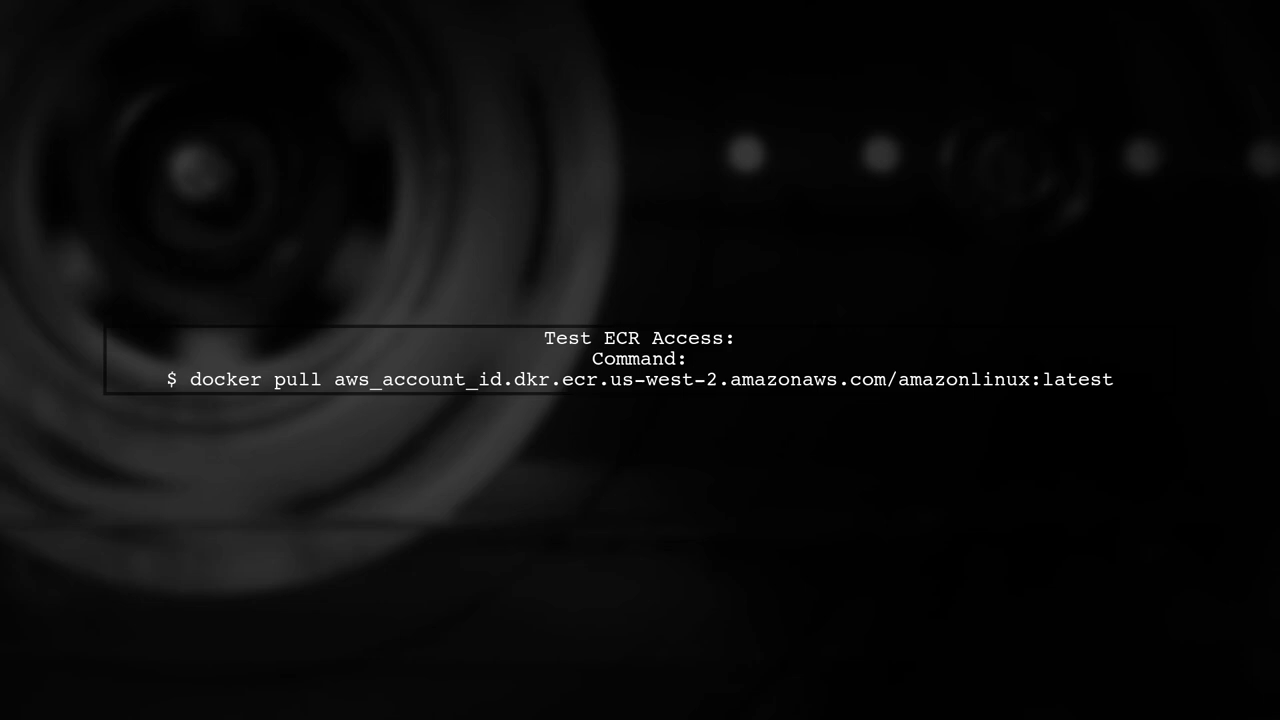 Test ECR Access:
Command:
$ docker pull aws_account_id.dkr.ecr.us-west-2.amazonaws.com/amazonlinux:latest